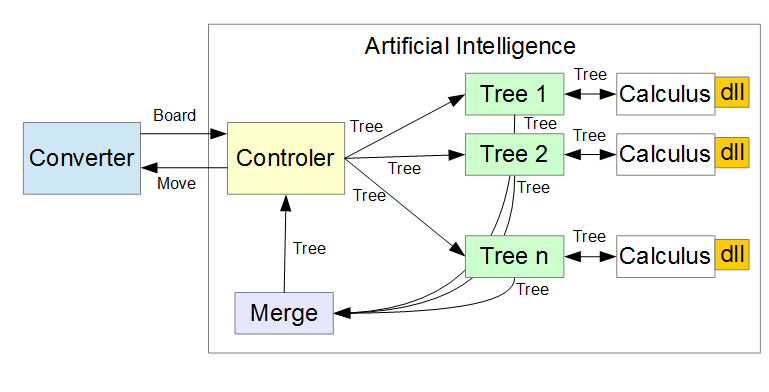 Artificial Intelligence
Tree 1
Tree
Calculus
dll
Board
Tree
Tree
Converter
Controler
Tree
Tree 2
Tree
Calculus
dll
Move
Tree
Tree
Tree
Tree n
Tree
Calculus
dll
Tree
Merge